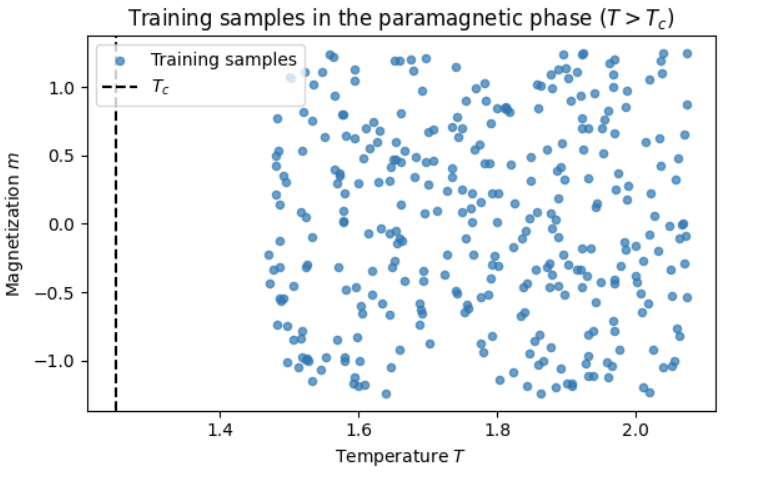 Training samples in the paramagnetic phase (T > T_c)
Training samples
T_c
1.0
0.5
0.0
−0.5
−1.0
Magnetization m
1.4 1.6 1.8 2.0
Temperature T